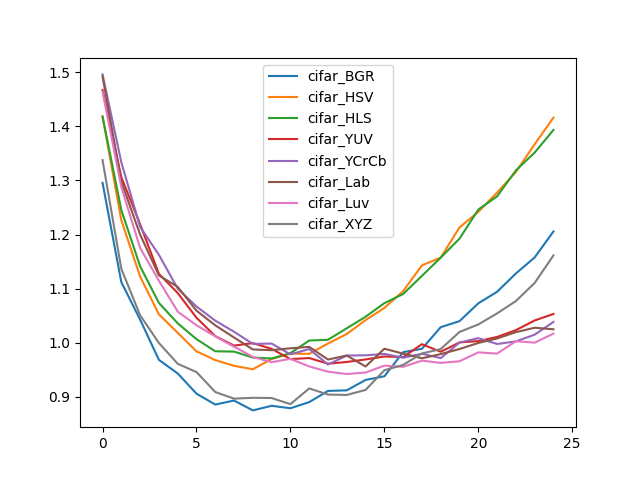 1.5
1.4
1.3
1.2
1.1
1.0
0.9
cifar_BGR
cifar_HSV
cifar_HLS
cifar_YUV
cifar_YCrCb
cifar_Lab
cifar_Luv
cifar_XYZ
0 5 10 15 20 25